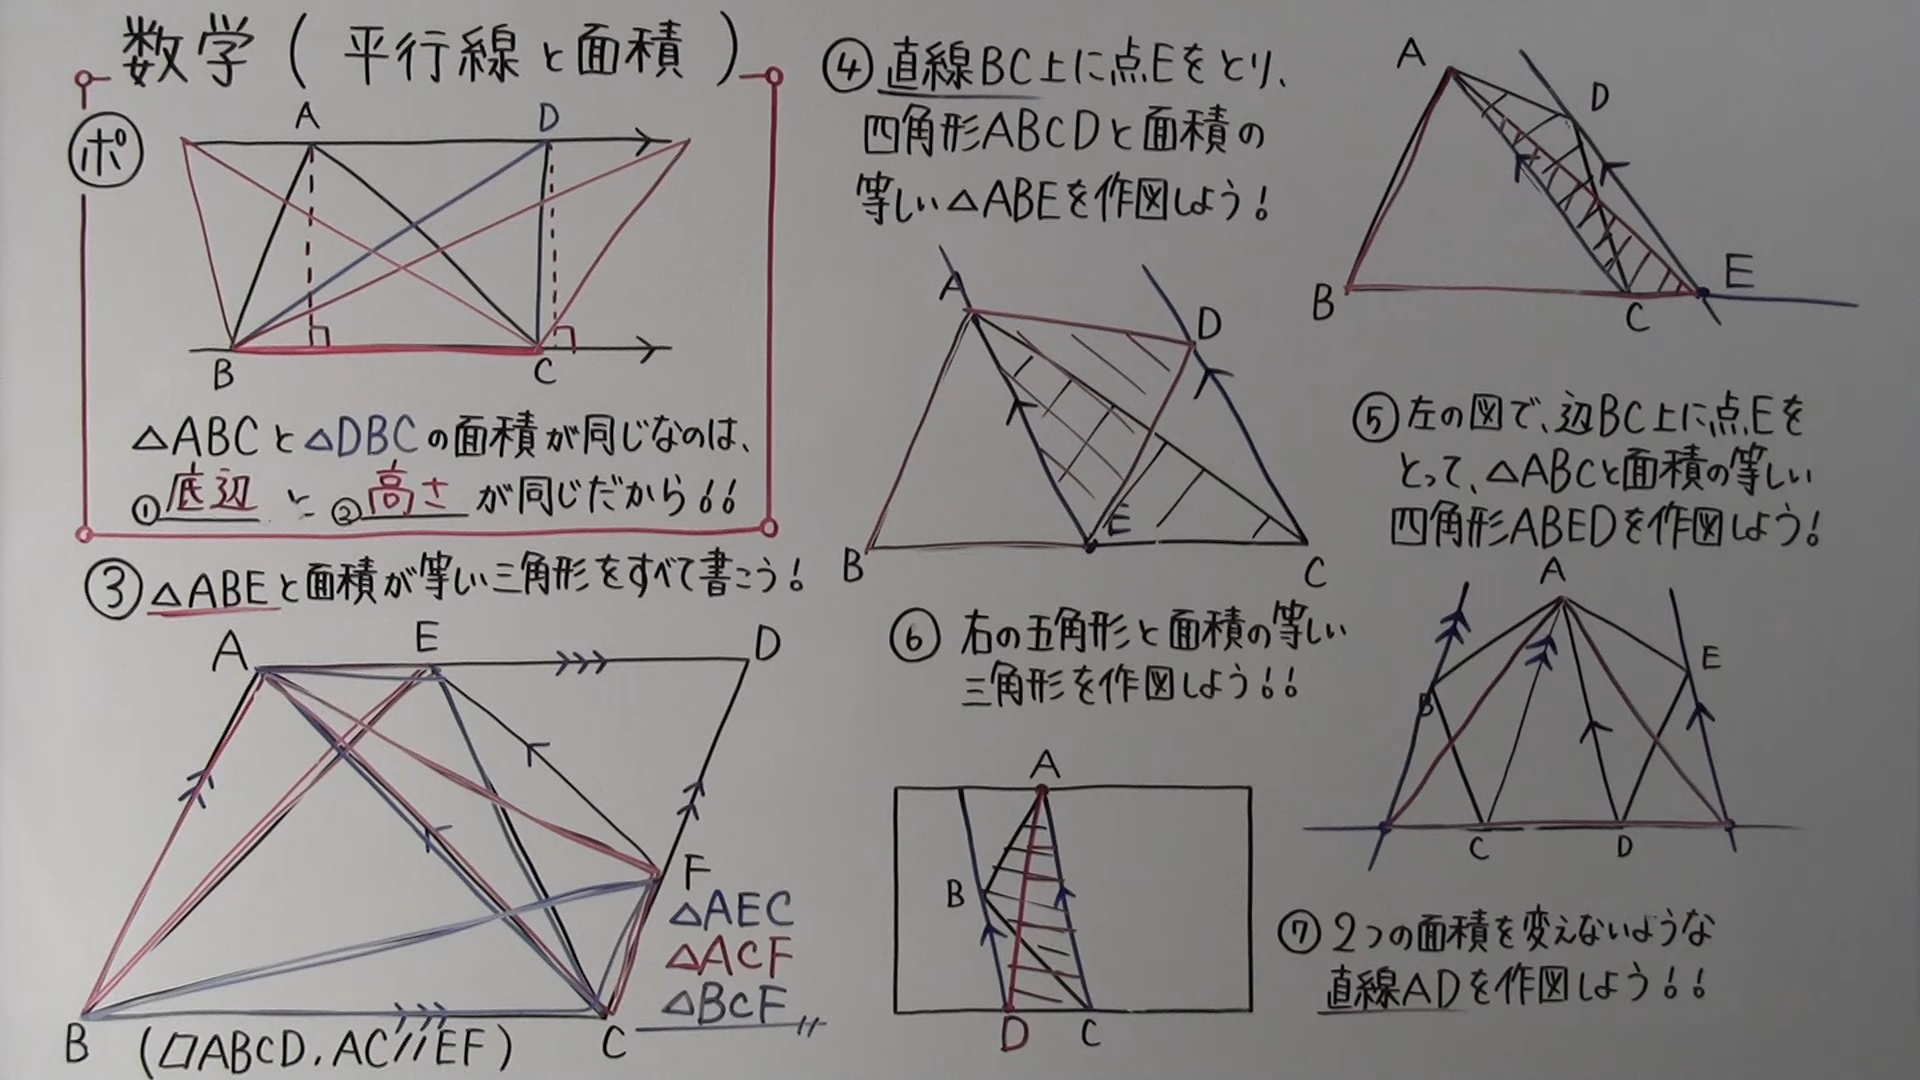 数学(平行線と面積)
ポ
A D
B C
△ABCと△DBCの面積が同じなのは、
①底辺と②高さが同じだから!!
③△ABEと面積が等しい三角形をすべて書こう!
A E D
F
△AEC
△ACF
△BCF
B (▱ABCD, AC//EF) C
④直線BC上に点Eをとり、
四角形ABCDと面積の
等しい△ABEを作図しよう!
A
D
B C E
A D
B E C
⑤左の図で、辺BC上に点Eを
とって、△ABCと面積の等しい
四角形ABEDを作図しよう!
⑥右の五角形と面積の等しい
三角形を作図しよう!!
A
B E
C D
A
B
D C
⑦2つの面積を変えないような
直線ADを作図しよう!!